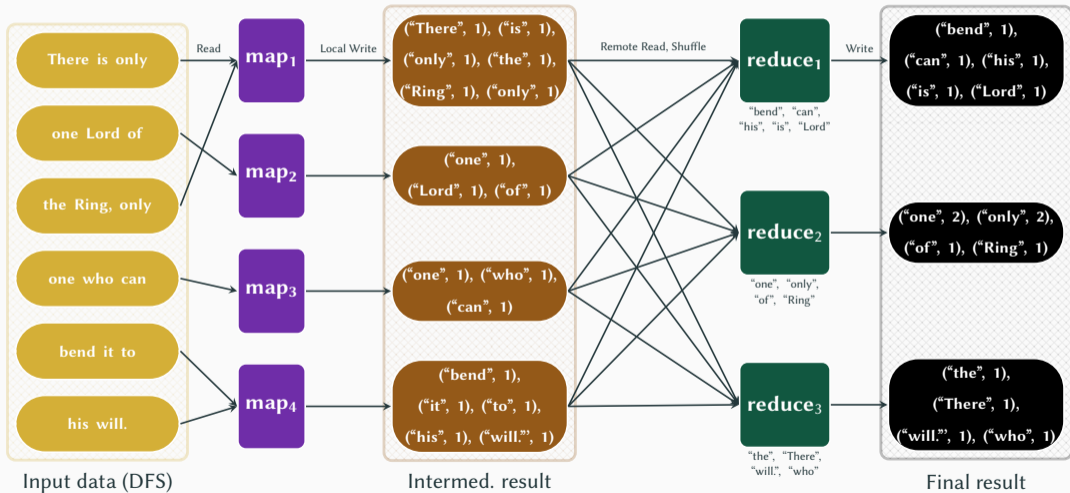 There is only
one Lord of
the Ring, only
one who can
bend it to
his will.
Input data (DFS)
Read
map1
map2
map3
map4
Local Write
(“There”, 1), (“is”, 1),
(“only”, 1), (“the”, 1),
(“Ring”, 1), (“only”, 1)
(“one”, 1),
(“Lord”, 1), (“of”, 1)
(“one”, 1), (“who”, 1),
(“can”, 1)
(“bend”, 1),
(“it”, 1), (“to”, 1),
(“his”, 1), (“will.”’, 1)
Intermed. result
Remote Read, Shuffle
reduce1
“bend”, “can”,
“his”, “is”, “Lord”
reduce2
“one”, “only”,
“of”, “Ring”
reduce3
“the”, “There”,
“will.”, “who”
Write
(“bend”, 1),
(“can”, 1), (“his”, 1),
(“is”, 1), (“Lord”, 1)
(“one”, 2), (“only”, 2),
(“of”, 1), (“Ring”, 1)
(“the”, 1),
(“There”, 1),
(“will.”’, 1), (“who”, 1)
Final result